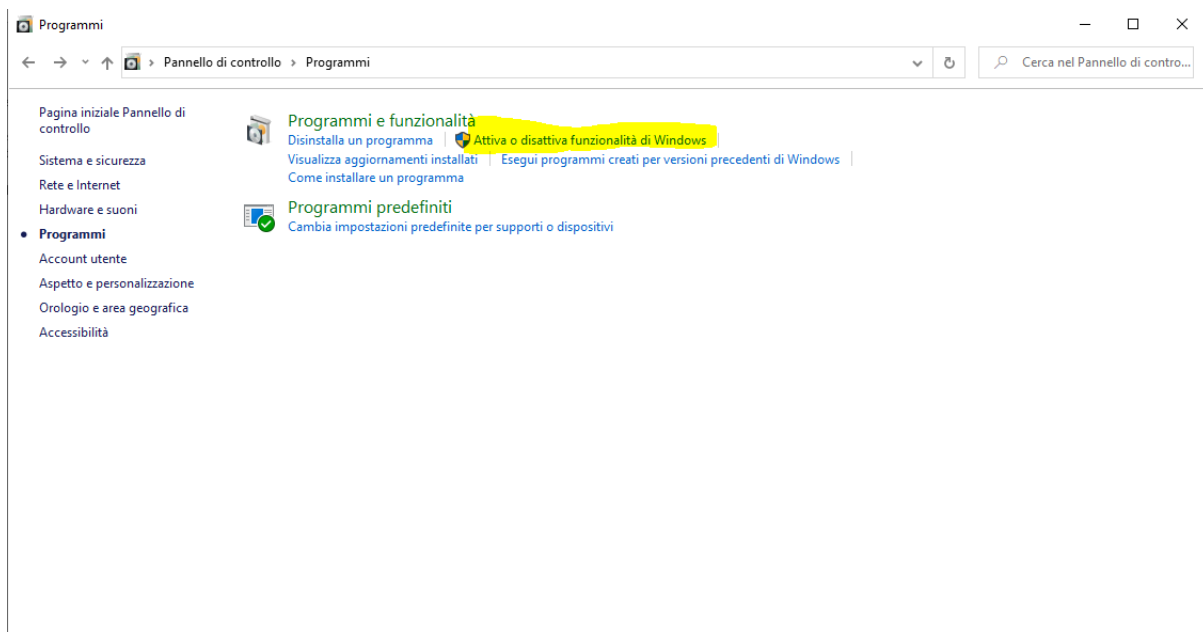 Programmi
Pannello di controllo > Programmi
Cerca nel Pannello di contro...
Pagina iniziale Pannello di
controllo
Sistema e sicurezza
Rete e Internet
Hardware e suoni
Programmi
Account utente
Aspetto e personalizzazione
Orologio e area geografica
Accessibilità
Programmi e funzionalità
Disinstalla un programma Attiva o disattiva funzionalità di Windows
Visualizza aggiornamenti installati Esegui programmi creati per versioni precedenti di Windows
Come installare un programma
Programmi predefiniti
Cambia impostazioni predefinite per supporti o dispositivi